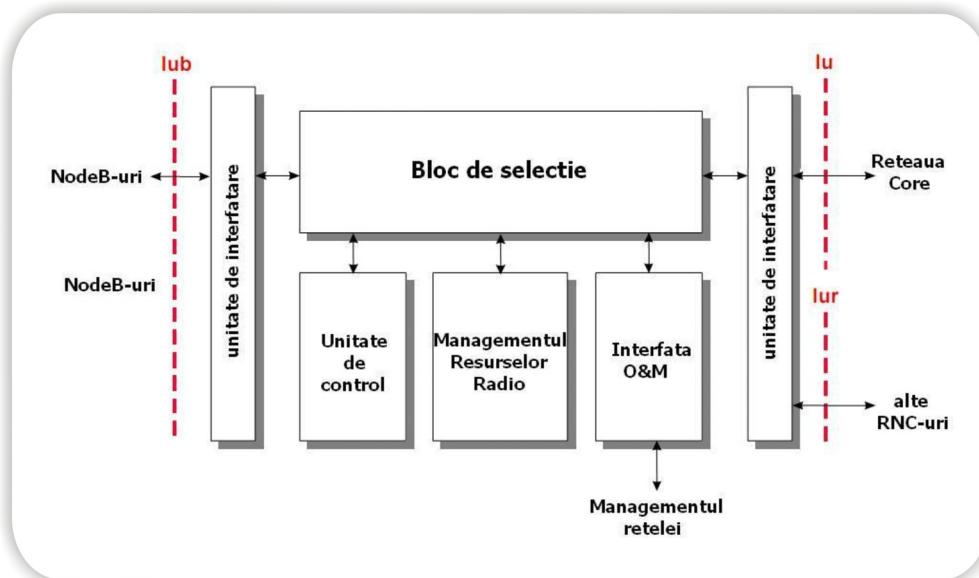 Iub
Iu
unitate de interfatare
Bloc de selectie
unitate de interfatare
NodeB-uri
Reteaua
Core
NodeB-uri
Iur
Unitate
de
control
Managementul
Resurselor
Radio
Interfata
O&M
alte
RNC-uri
Managementul
retelei